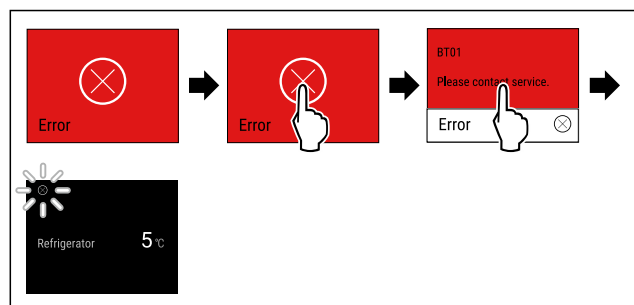 Error
Error
BT01
Please contact service.
Error
Refrigerator 5 °C